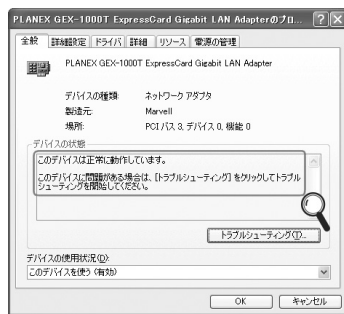 PLANEX GEX-1000T ExpressCard Gigabit LAN Adapterのプロ...
全般 詳細設定 ドライバ 詳細 リソース 電源の管理
PLANEX GEX-1000T ExpressCard Gigabit LAN Adapter
デバイスの種類: ネットワーク アダプタ
製造元: Marvell
場所: PCI バス 3, デバイス 0, 機能 0
デバイスの状態
このデバイスは正常に動作しています。
このデバイスに問題がある場合は、[トラブルシューティング] をクリックしてトラブル
シューティングを開始してください。
トラブルシューティング(T)...
デバイスの使用状況(D):
このデバイスを使う (有効)
OK キャンセル